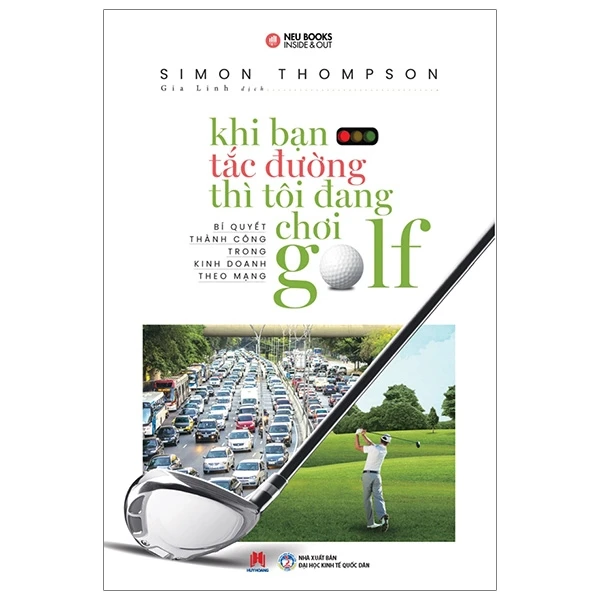 NEU BOOKS
INSIDE & OUT
SIMON THOMPSON
Gia Linh dịch
khi bạn
tắc đường
thì tôi đang
chơi
golf
BÍ QUYẾT
THÀNH CÔNG
TRONG
KINH DOANH
THEO MẠNG
HUYHOANG
NHÀ XUẤT BẢN
ĐẠI HỌC KINH TẾ QUỐC DÂN